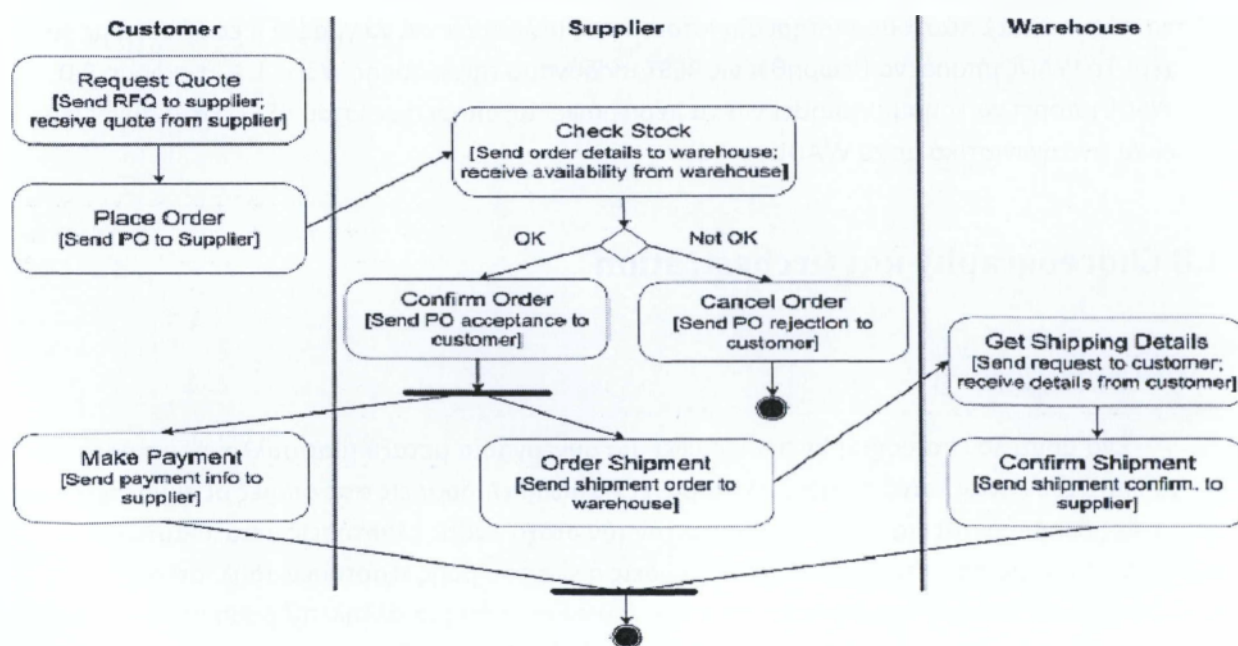 Customer
Supplier
Warehouse
Request Quote
[Send RFQ to supplier;
receive quote from supplier]
Check Stock
[Send order details to warehouse;
receive availability from warehouse]
Place Order
[Send PO to Supplier]
OK
Not OK
Confirm Order
[Send PO acceptance to
customer]
Cancel Order
[Send PO rejection to
customer]
Get Shipping Details
[Send request to customer;
receive details from customer]
Make Payment
[Send payment info to
supplier]
Order Shipment
[Send shipment order to
warehouse]
Confirm Shipment
[Send shipment confirm. to
supplier]